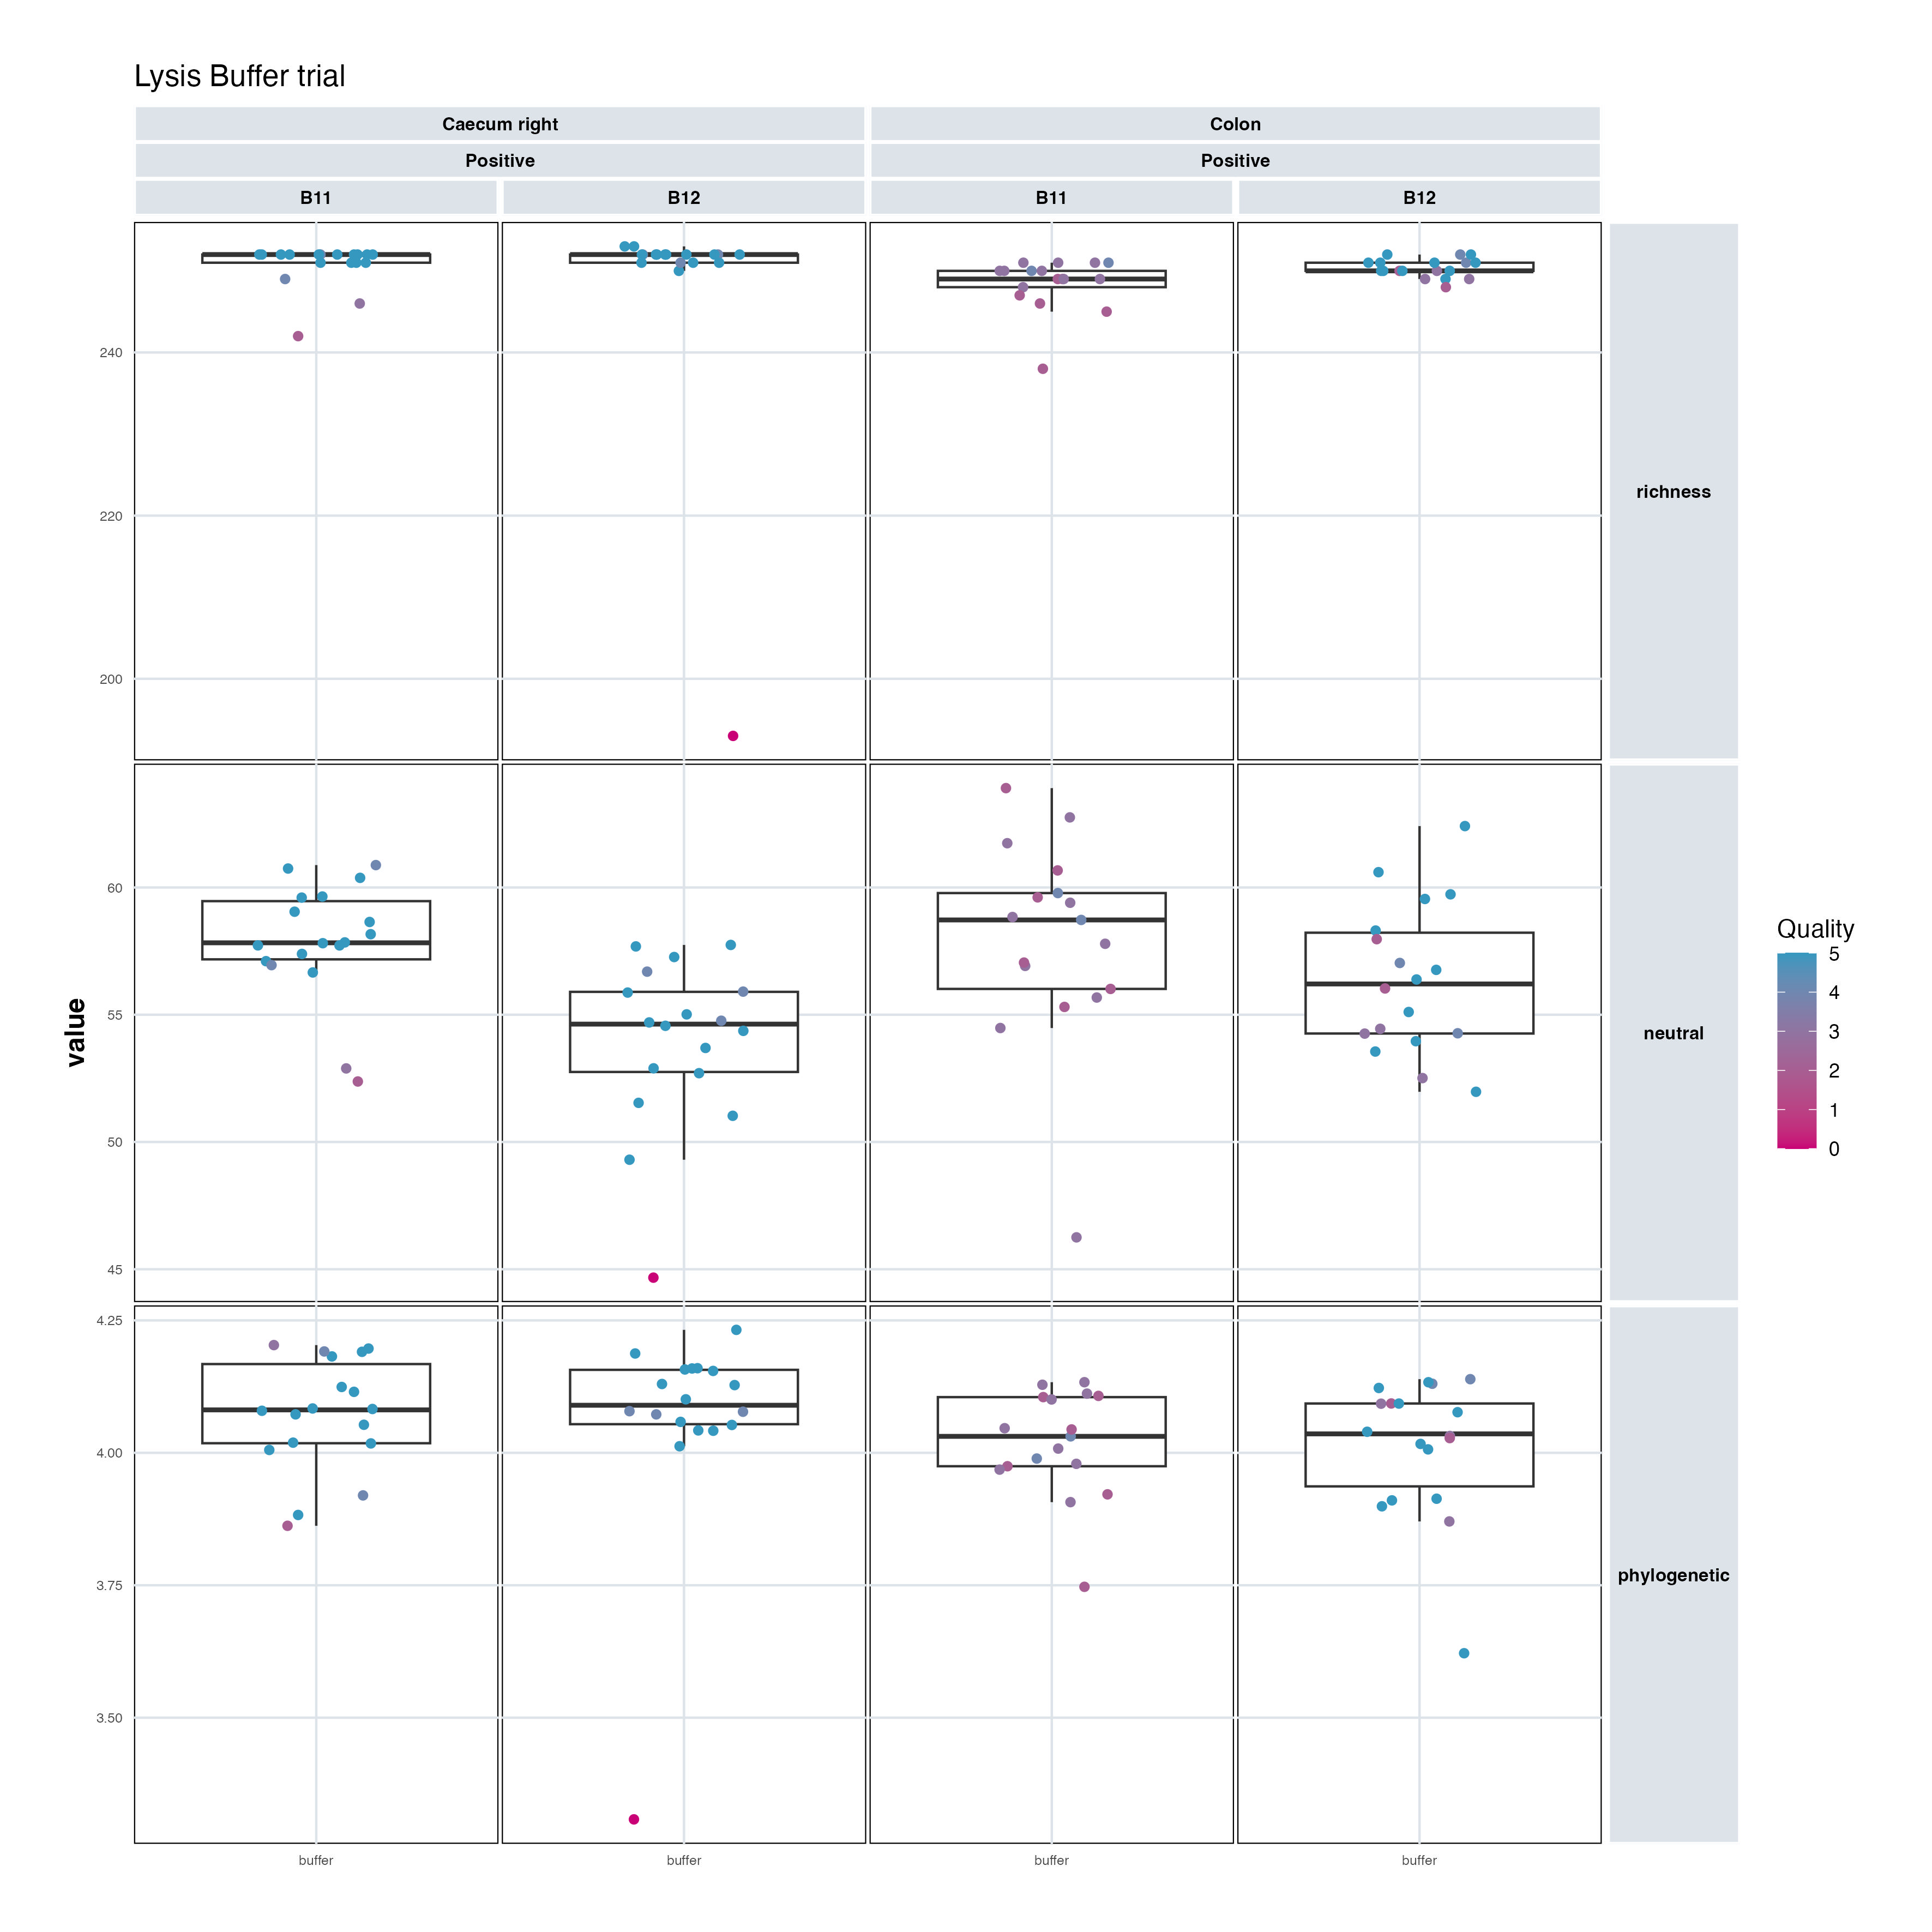 Lysis Buffer trial
Caecum right Colon
Positive Positive
B11 B12 B11 B12
240
220
200
richness
60
55
50
45
neutral
4.25
4.00
3.75
3.50
phylogenetic
value
buffer buffer buffer buffer
Quality
5
4
3
2
1
0